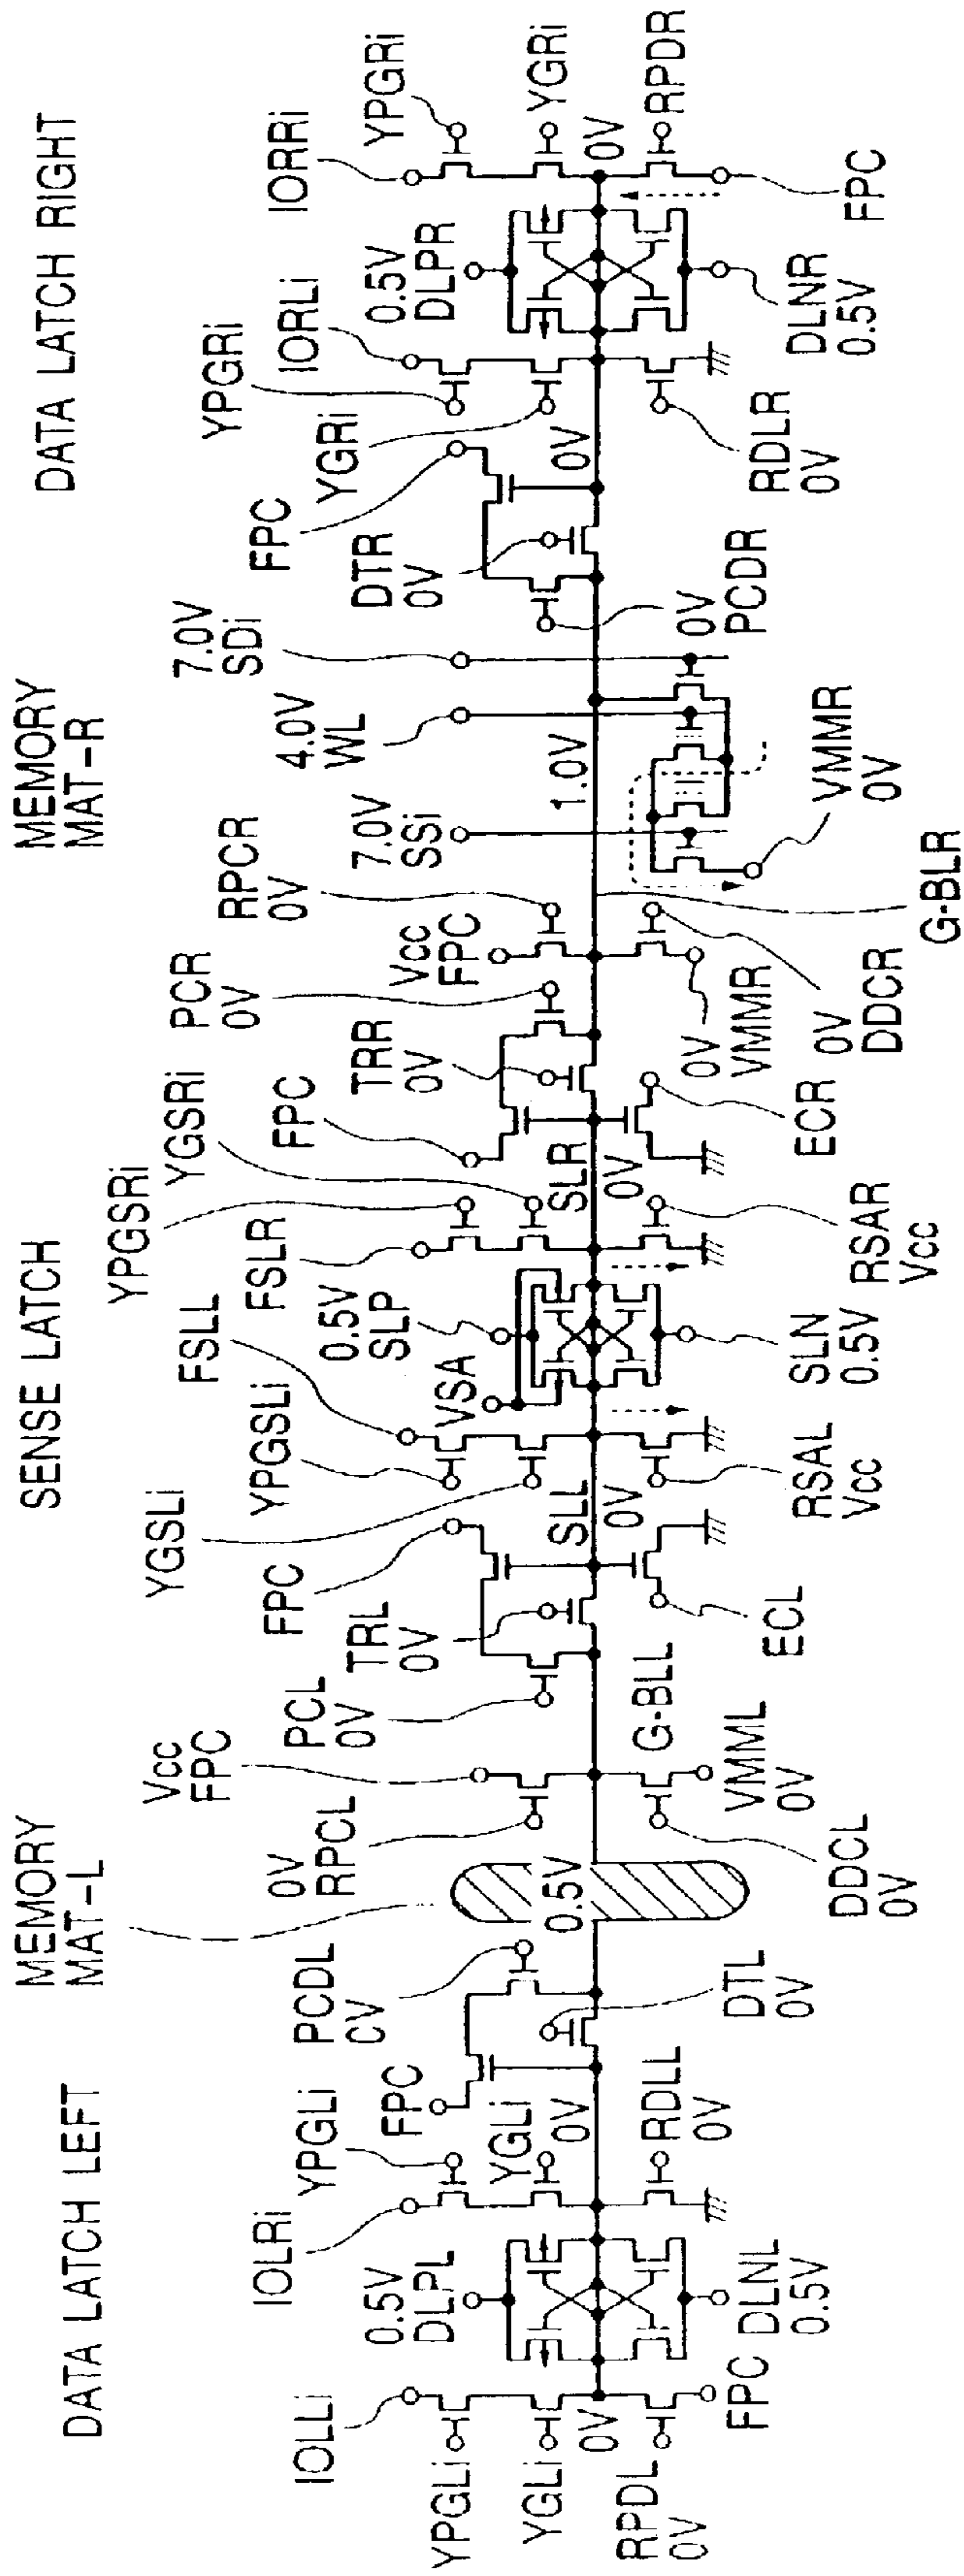 DATA LATCH LEFT
MEMORY
MAT-L
SENSE LATCH
MEMORY
MAT-R
DATA LATCH RIGHT
IOLLi
YPGLi
YGLi
0V
RPDL
0V
FPC
0.5V
DLPL
DLNL
0.5V
IOLRi
YPGLi
YGLi
0V
RDLL
0V
FPC
PCDL
CV
DTL
0V
0.5V
Vcc
FPC
0V
RPCL
DDCL
0V
VMML
0V
G-BLL
PCL
0V
TRL
0V
FPC
ECL
SLL
0V
YGSLi
YPGSLi
FSLL
RSAL
Vcc
VSA
0.5V
SLP
SLN
0.5V
FSLR
YPGSRi
YGSRi
RSAR
Vcc
SLR
0V
FPC
ECR
TRR
0V
PCR
0V
Vcc
FPC
RPCR
0V
0V
VMMR
0V
DDCR
G-BLR
7.0V
SSi
1.0V
4.0V
WL
7.0V
SDi
VMMR
0V
0V
PCDR
DTR
0V
FPC
0V
YGRi
YPGRi
IORLi
RDLR
0V
0.5V
DLPR
DLNR
0.5V
IORRi
YPGRi
YGRi
0V
RPDR
FPC